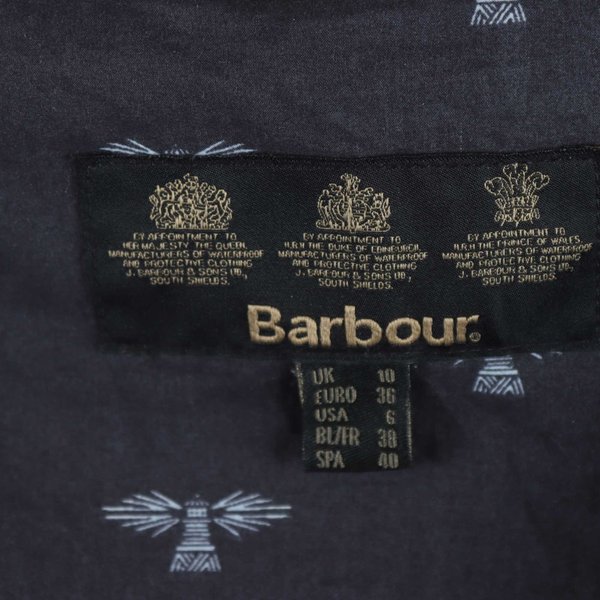 BY APPOINTMENT TO
HER MAJESTY THE QUEEN
MANUFACTURERS OF WATERPROOF
AND PROTECTIVE CLOTHING
J. BARBOUR & SONS LTD,
SOUTH SHIELDS.
BY APPOINTMENT TO
H.R.H THE DUKE OF EDINBURGH
MANUFACTURERS OF WATERPROOF
AND PROTECTIVE CLOTHING
J. BARBOUR & SONS LTD,
SOUTH SHIELDS.
BY APPOINTMENT TO
H.R.H THE PRINCE OF WALES
MANUFACTURERS OF WATERPROOF
AND PROTECTIVE CLOTHING
J. BARBOUR & SONS LTD,
SOUTH SHIELDS.
Barbour®
UK 10
EURO 36
USA 6
BL/FR 38
SPA 40